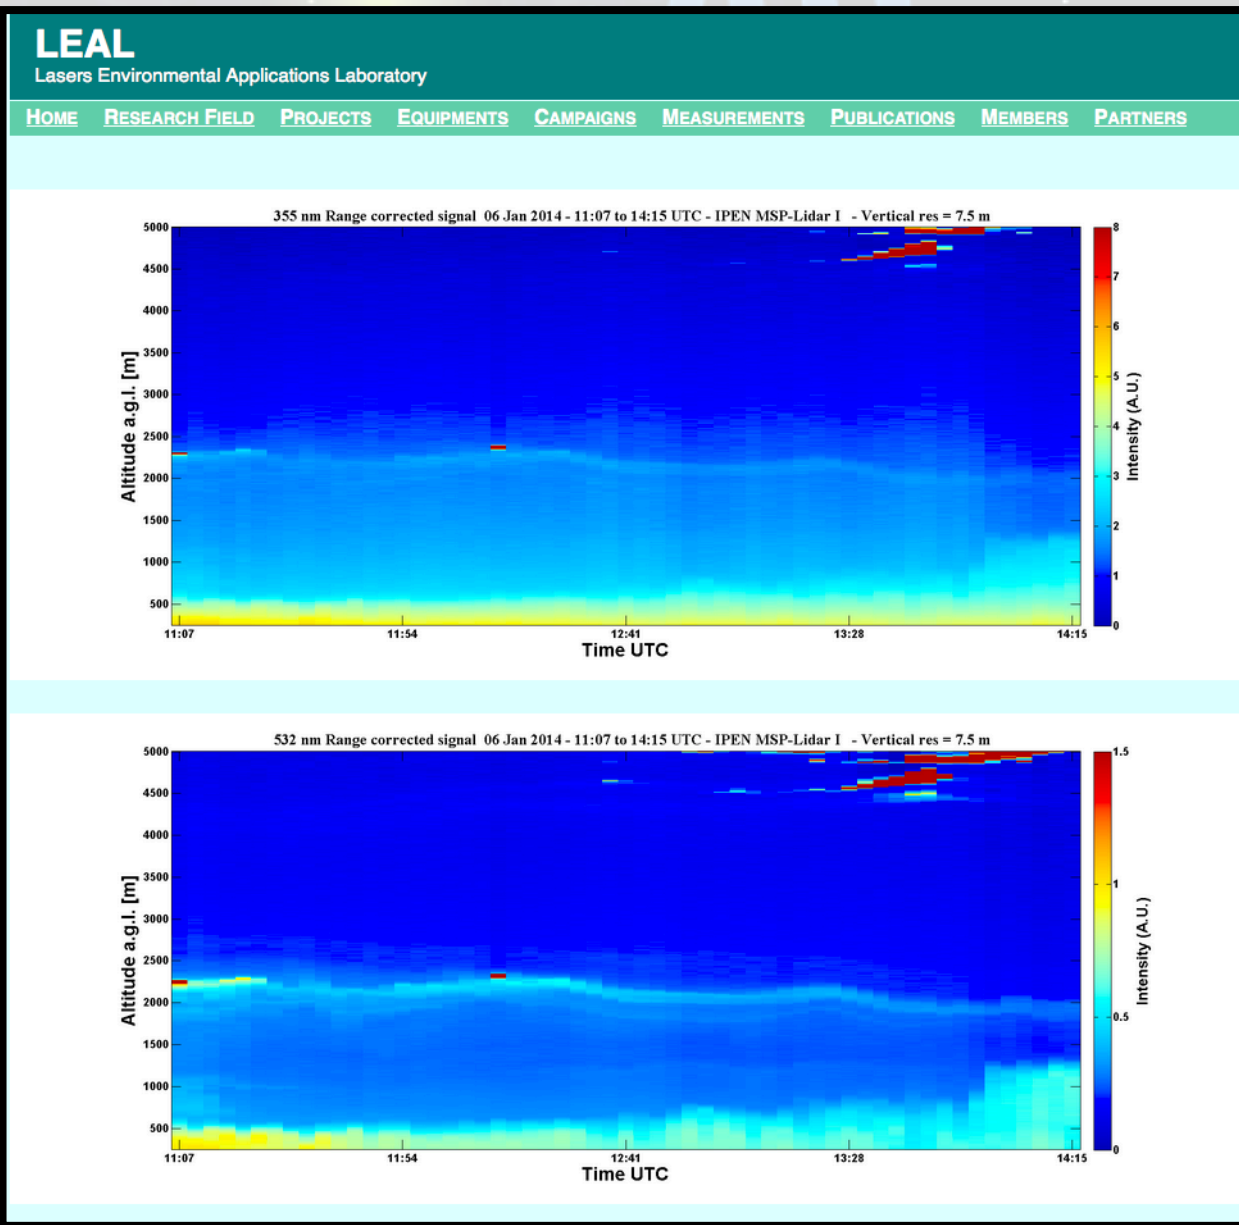 LEAL
Lasers Environmental Applications Laboratory
HOME RESEARCH FIELD PROJECTS EQUIPMENTS CAMPAIGNS MEASUREMENTS PUBLICATIONS MEMBERS PARTNERS
355 nm Range corrected signal 06 Jan 2014 - 11:07 to 14:15 UTC - IPEN MSP-Lidar I - Vertical res = 7.5 m
Altitude a.g.l. [m]
5000
4500
4000
3500
3000
2500
2000
1500
1000
500
11:07 11:54 12:41 13:28 14:15
Time UTC
8
7
6
5
4
3
2
1
0
Intensity (A.U.)
532 nm Range corrected signal 06 Jan 2014 - 11:07 to 14:15 UTC - IPEN MSP-Lidar I - Vertical res = 7.5 m
Altitude a.g.l. [m]
5000
4500
4000
3500
3000
2500
2000
1500
1000
500
11:07 11:54 12:41 13:28 14:15
Time UTC
1.5
1
0.5
0
Intensity (A.U.)